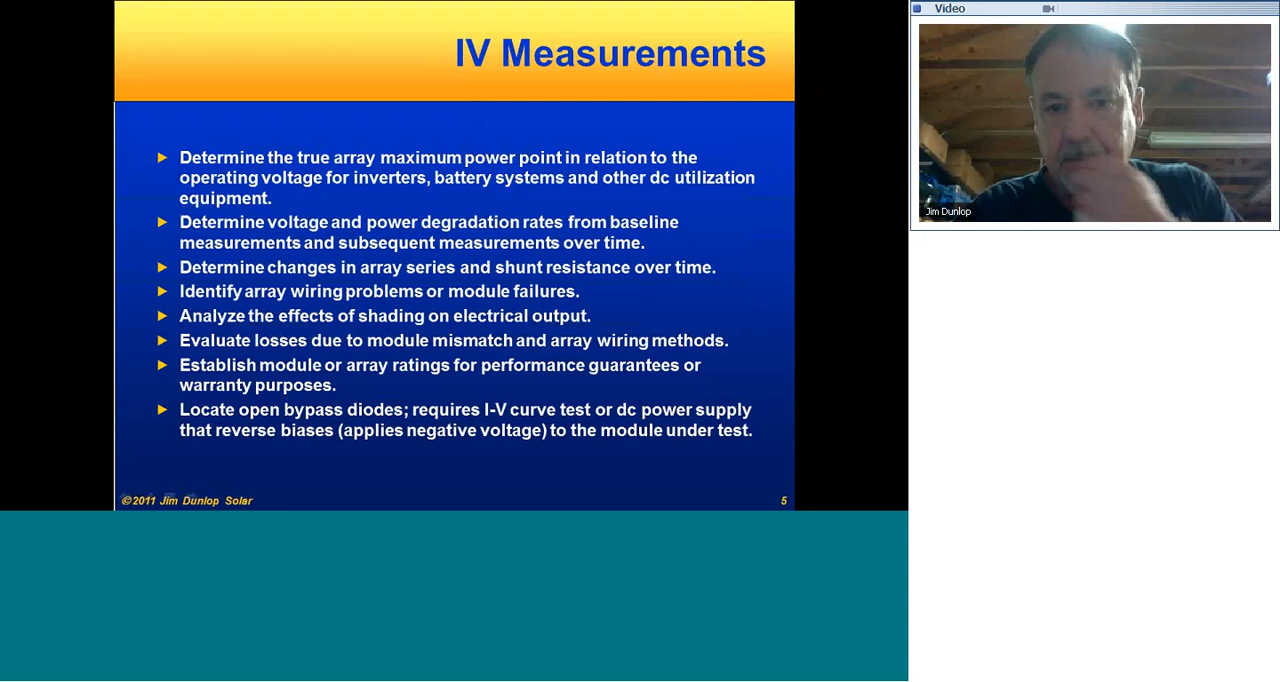 IV Measurements
Determine the true array maximum power point in relation to the
operating voltage for inverters, battery systems and other dc utilization
equipment.
Determine voltage and power degradation rates from baseline
measurements and subsequent measurements over time.
Determine changes in array series and shunt resistance over time.
Identify array wiring problems or module failures.
Analyze the effects of shading on electrical output.
Evaluate losses due to module mismatch and array wiring methods.
Establish module or array ratings for performance guarantees or
warranty purposes.
Locate open bypass diodes; requires I-V curve test or dc power supply
that reverse biases (applies negative voltage) to the module under test.
©2011 Jim Dunlop Solar
5
Video
Jim Dunlop